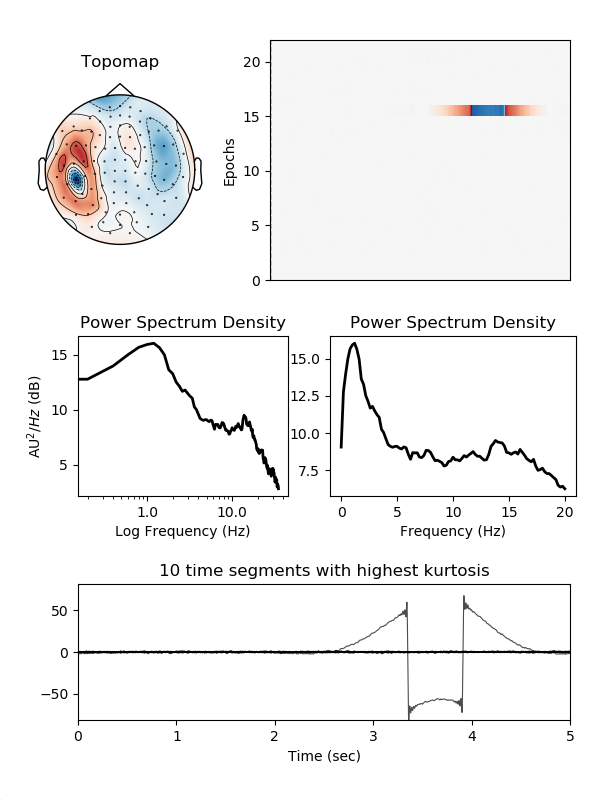 Topomap
Epochs
20
15
10
5
0
Power Spectrum Density
AU²/Hz (dB)
15
10
5
1.0 10.0
Log Frequency (Hz)
Power Spectrum Density
15.0
12.5
10.0
7.5
0 5 10 15 20
Frequency (Hz)
10 time segments with highest kurtosis
50
0
−50
0 1 2 3 4 5
Time (sec)